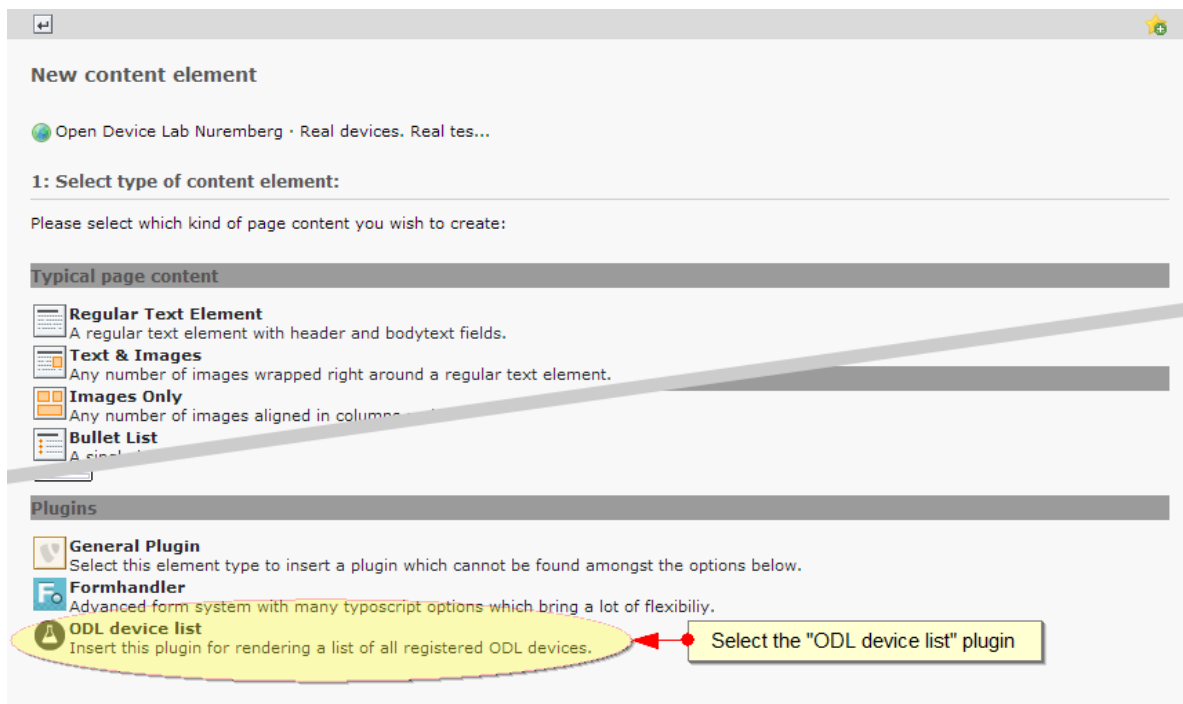 New content element
Open Device Lab Nuremberg · Real devices. Real tes...
1: Select type of content element:
Please select which kind of page content you wish to create:
Typical page content
Regular Text Element
A regular text element with header and bodytext fields.
Text & Images
Any number of images wrapped right around a regular text element.
Images Only
Any number of images aligned in columns
Bullet List
A
Plugins
General Plugin
Select this element type to insert a plugin which cannot be found amongst the options below.
Formhandler
Advanced form system with many typoscript options which bring a lot of flexibiliy.
ODL device list
Insert this plugin for rendering a list of all registered ODL devices.
Select the "ODL device list" plugin